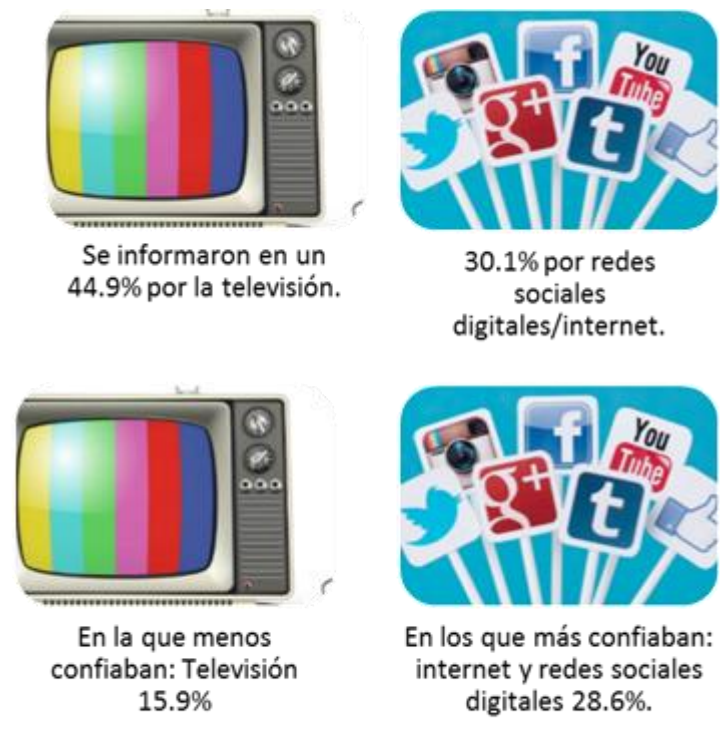 You
Tube
f
g+
t
Se informaron en un
44.9% por la televisión.
30.1% por redes
sociales
digitales/internet.
You
Tube
f
g+
t
En la que menos
confiaban: Televisión
15.9%
En los que más confiaban:
internet y redes sociales
digitales 28.6%.